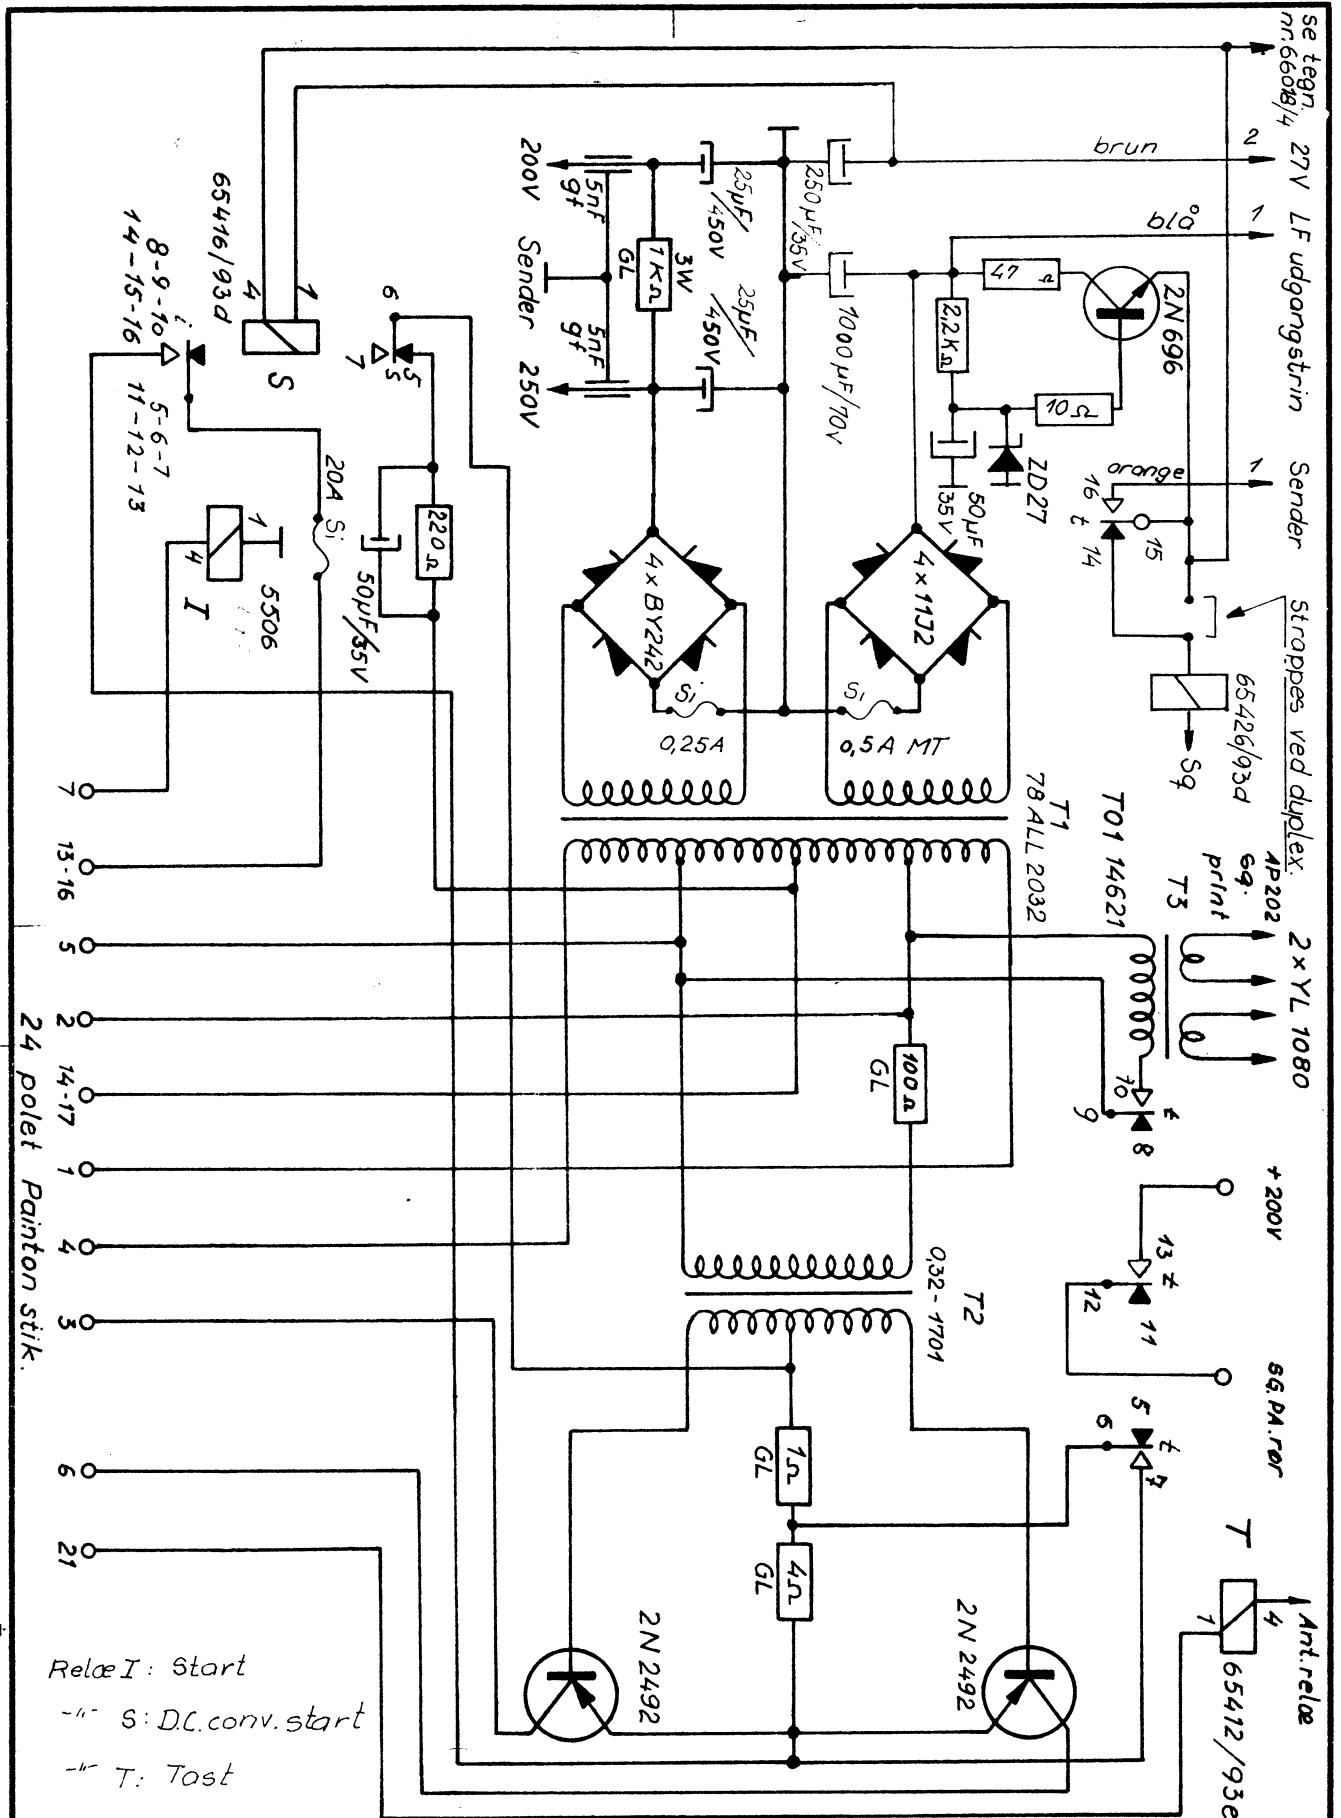 se tegn.
nr.66018/4
27V
2
brun
LF udgangstrin
1
blå
Sender
1
orange
Strappes ved duplex.
65426/93d
Sq
2N696
47 Ω
2,2KΩ
10Ω
ZD27
50µF
35V
16
t
14
15
250µF/35V
1000µF/70V
25µF/450V
25µF/450V
3W
1KΩ
GL
5nF
gf
5nF
gf
200V
Sender
250V
4×11J2
4×BY242
Si
0,25A
Si
0,5A MT
T1
78 ALL 2032
T01 14621
T3
AP202
sq.
print
2×YL 1080
10
t
9
8
+200V
13
t
12
11
SG.PA.rør
5
t
6
7
T
Ant.relæ
4
1
65412/93e
65416/93d
4
1
S
6
5
s
7
i
8-9-10
14-15-16
5-6-7
11-12-13
20A
Si
220Ω
50µF/35V
1
4
5506
I
100Ω
GL
T2
0,32-1701
1Ω
GL
4Ω
GL
2N2492
2N2492
7
13-16
5
2
14-17
1
4
3
6
21
24 polet Painton stik.
Relæ I: Start
-"- S: D.C.conv.start
-"- T: Tast